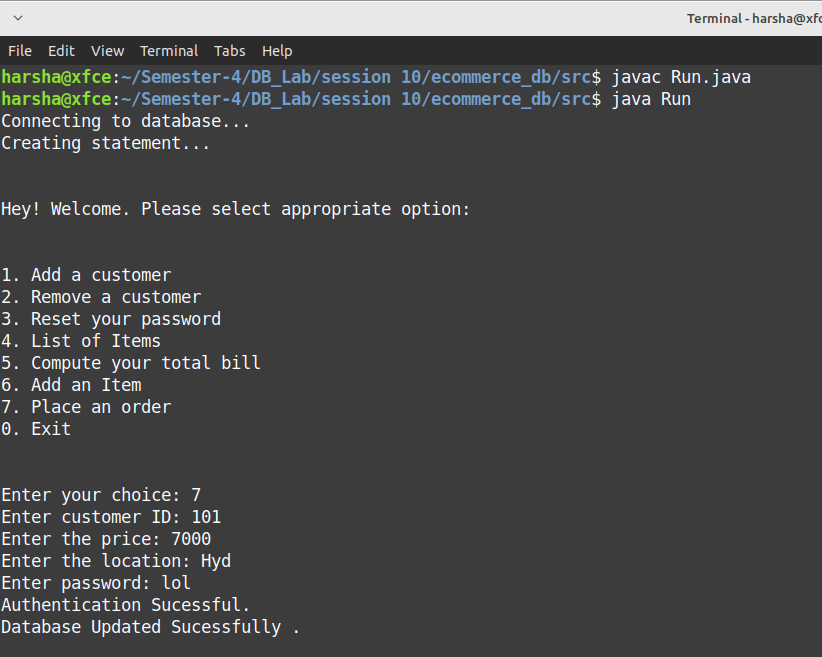 Terminal - harsha@xfc
File Edit View Terminal Tabs Help
harsha@xfce:~/Semester-4/DB_Lab/session 10/ecommerce_db/src$ javac Run.java
harsha@xfce:~/Semester-4/DB_Lab/session 10/ecommerce_db/src$ java Run
Connecting to database...
Creating statement...
Hey! Welcome. Please select appropriate option:
1. Add a customer
2. Remove a customer
3. Reset your password
4. List of Items
5. Compute your total bill
6. Add an Item
7. Place an order
0. Exit
Enter your choice: 7
Enter customer ID: 101
Enter the price: 7000
Enter the location: Hyd
Enter password: lol
Authentication Sucessful.
Database Updated Sucessfully .